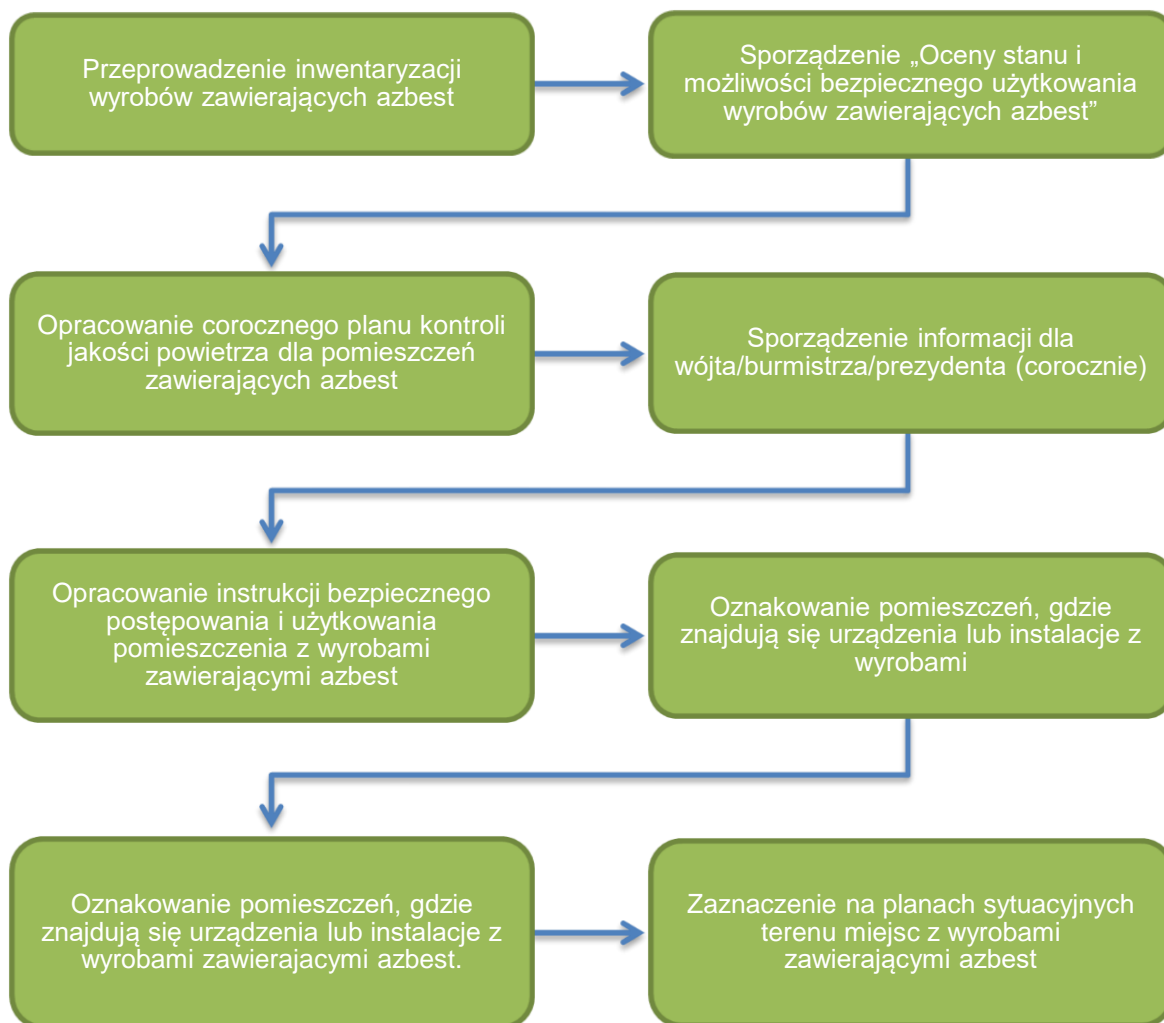 Przeprowadzenie inwentaryzacji
wyrobów zawierających azbest
Sporządzenie „Oceny stanu i
możliwości bezpiecznego użytkowania
wyrobów zawierających azbest”
Opracowanie corocznego planu kontroli
jakości powietrza dla pomieszczeń
zawierających azbest
Sporządzenie informacji dla
wójta/burmistrza/prezydenta (corocznie)
Opracowanie instrukcji bezpiecznego
postępowania i użytkowania
pomieszczenia z wyrobami
zawierającymi azbest
Oznakowanie pomieszczeń, gdzie
znajdują się urządzenia lub instalacje z
wyrobami
Oznakowanie pomieszczeń, gdzie
znajdują się urządzenia lub instalacje z
wyrobami zawierajacymi azbest.
Zaznaczenie na planach sytuacyjnych
terenu miejsc z wyrobami
zawierającymi azbest